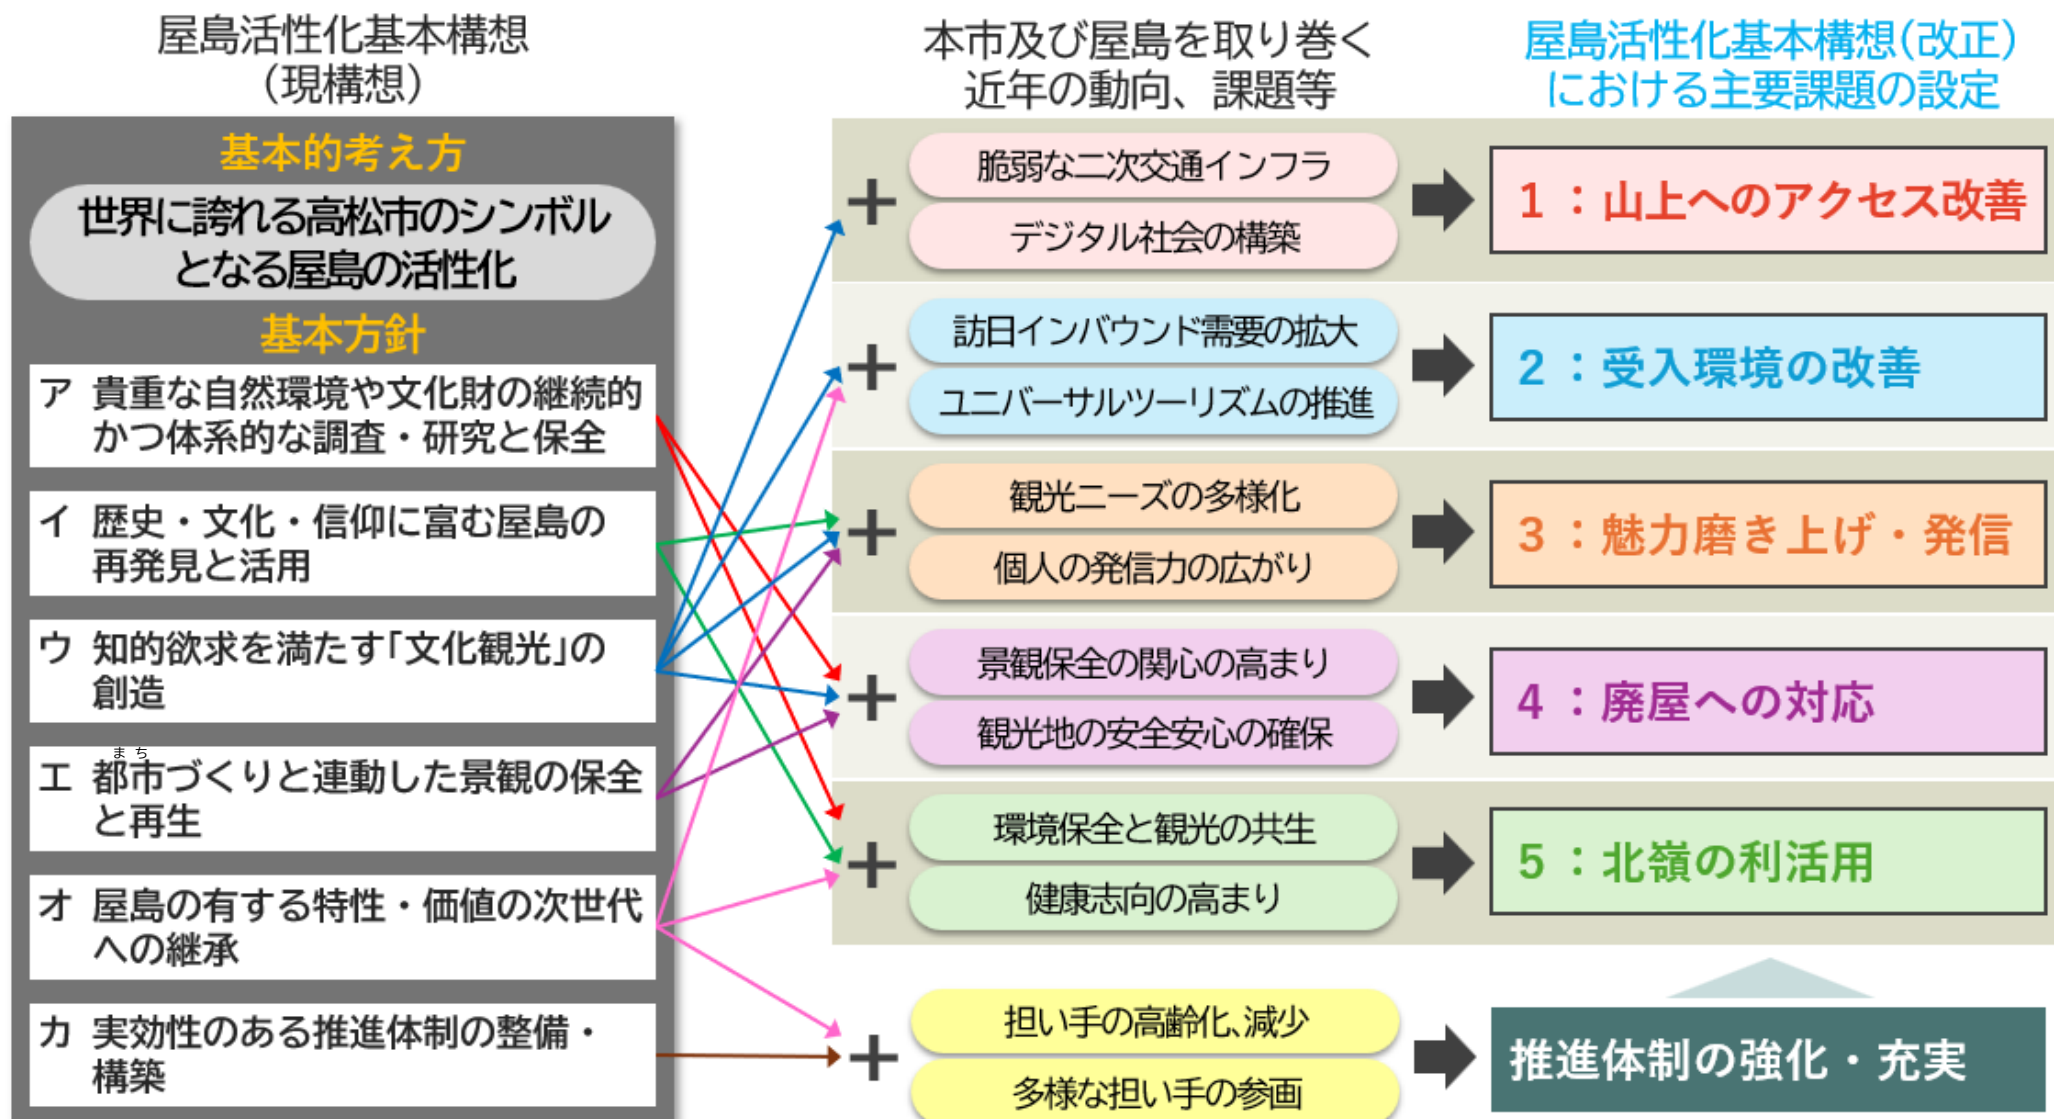 屋島活性化基本構想
（現構想）
基本的考え方
世界に誇れる高松市のシンボル
となる屋島の活性化
基本方針
ア 貴重な自然環境や文化財の継続的
かつ体系的な調査・研究と保全
イ 歴史・文化・信仰に富む屋島の
再発見と活用
ウ 知的欲求を満たす「文化観光」の
創造
まち
エ 都市づくりと連動した景観の保全
と再生
オ 屋島の有する特性・価値の次世代
への継承
カ 実効性のある推進体制の整備・
構築
本市及び屋島を取り巻く
近年の動向、課題等
＋
脆弱な二次交通インフラ
デジタル社会の構築
＋
訪日インバウンド需要の拡大
ユニバーサルツーリズムの推進
＋
観光ニーズの多様化
個人の発信力の広がり
＋
景観保全の関心の高まり
観光地の安全安心の確保
＋
環境保全と観光の共生
健康志向の高まり
＋
担い手の高齢化、減少
多様な担い手の参画
屋島活性化基本構想（改正）
における主要課題の設定
1 ：山上へのアクセス改善
2 ：受入環境の改善
3 ：魅力磨き上げ・発信
4 ：廃屋への対応
5 ：北嶺の利活用
推進体制の強化・充実